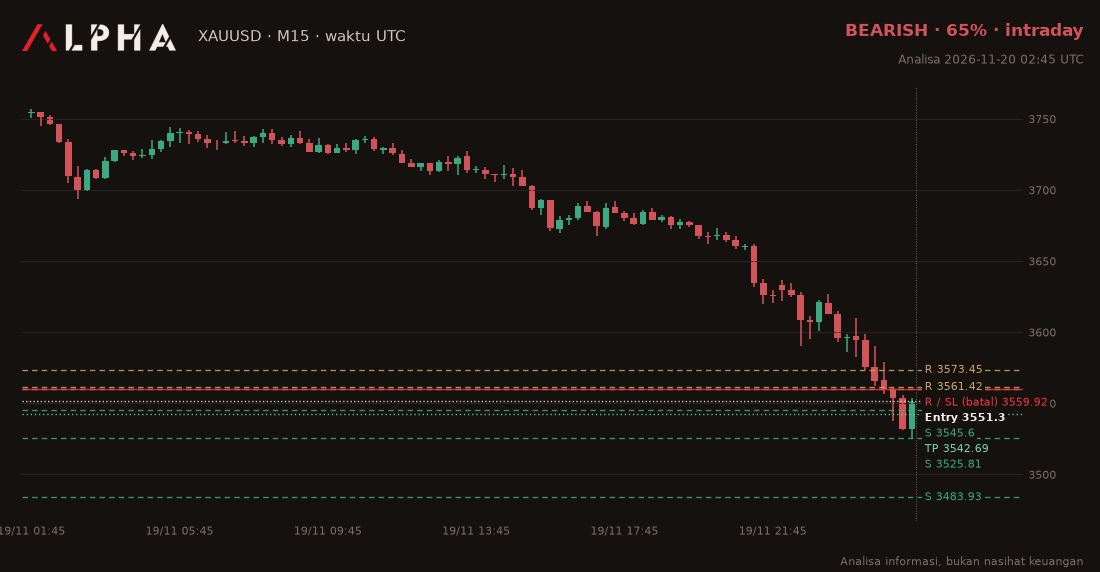 ALPHA XAUUSD · M15 · waktu UTC
BEARISH · 65% · intraday
Analisa 2026-11-20 02:45 UTC
3750
3700
3650
3600
R 3573.45
R 3561.42
R / SL (batal) 3559.92
Entry 3551.3
S 3545.6
TP 3542.69
S 3525.81
3500
S 3483.93
19/11 01:45 19/11 05:45 19/11 09:45 19/11 13:45 19/11 17:45 19/11 21:45
Analisa informasi, bukan nasihat keuangan